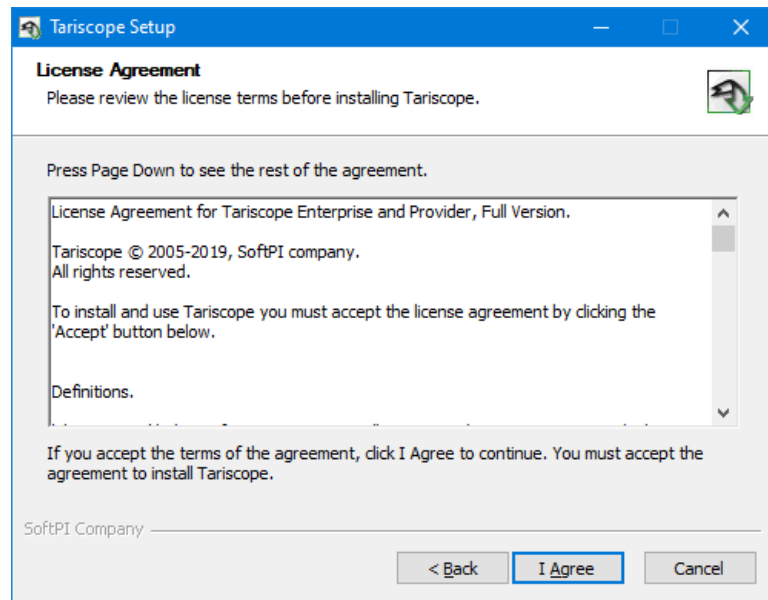 Tariscope Setup
License Agreement
Please review the license terms before installing Tariscope.
Press Page Down to see the rest of the agreement.
License Agreement for Tariscope Enterprise and Provider, Full Version.
Tariscope © 2005-2019, SoftPI company.
All rights reserved.
To install and use Tariscope you must accept the license agreement by clicking the
'Accept' button below.
Definitions.
If you accept the terms of the agreement, click I Agree to continue. You must accept the
agreement to install Tariscope.
SoftPI Company
< Back
I Agree
Cancel